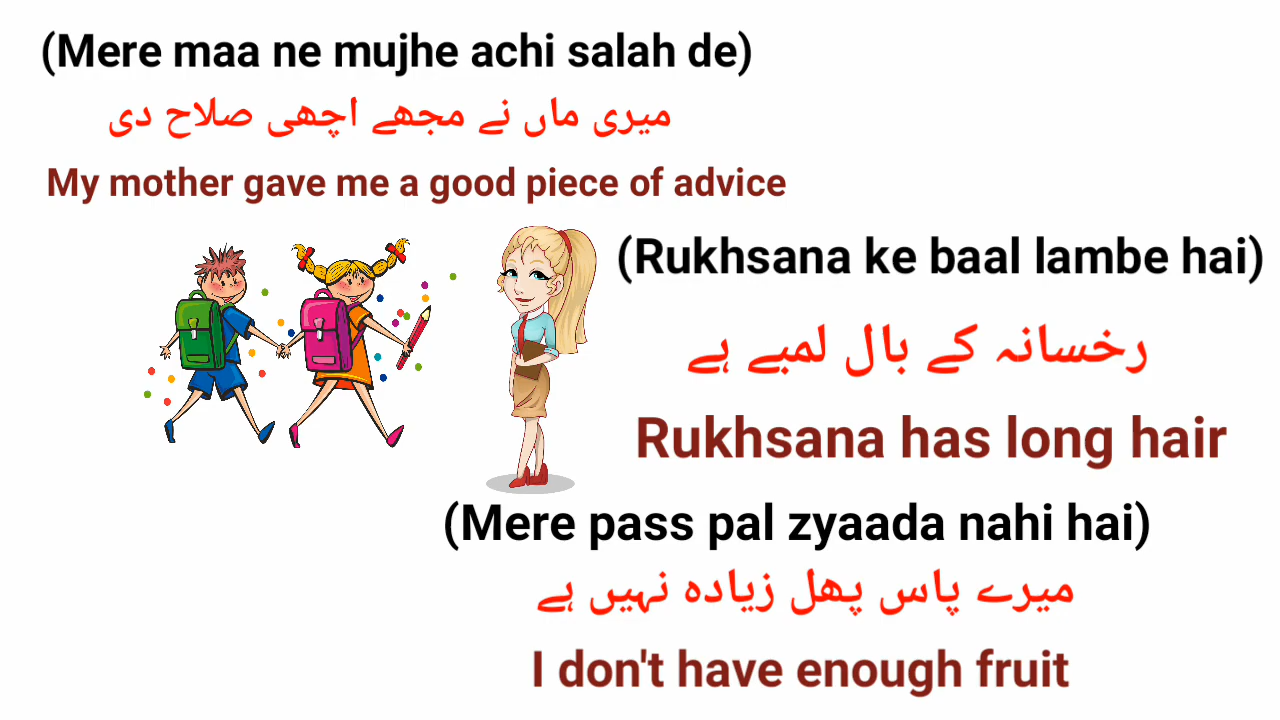 (Mere maa ne mujhe achi salah de)
میری ماں نے مجھے اچھی صلاح دی
My mother gave me a good piece of advice
(Rukhsana ke baal lambe hai)
رخسانہ کے بال لمبے ہے
Rukhsana has long hair
(Mere pass pal zyaada nahi hai)
میرے پاس پھل زیادہ نہیں ہے
I don't have enough fruit